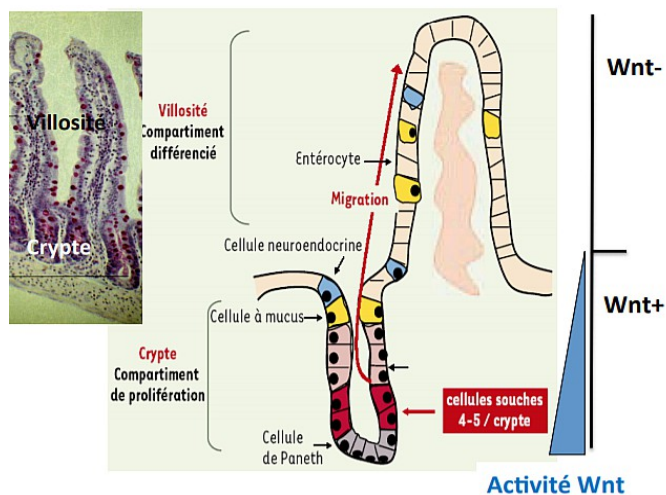 Villosité
Crypte
Villosité
Compartiment
différencié
Entérocyte
Migration
Cellule neuroendocrine
Cellule à mucus
Crypte
Compartiment
de prolifération
cellules souches
4-5 / crypte
Cellule
de Paneth
Wnt-
Wnt+
Activité Wnt